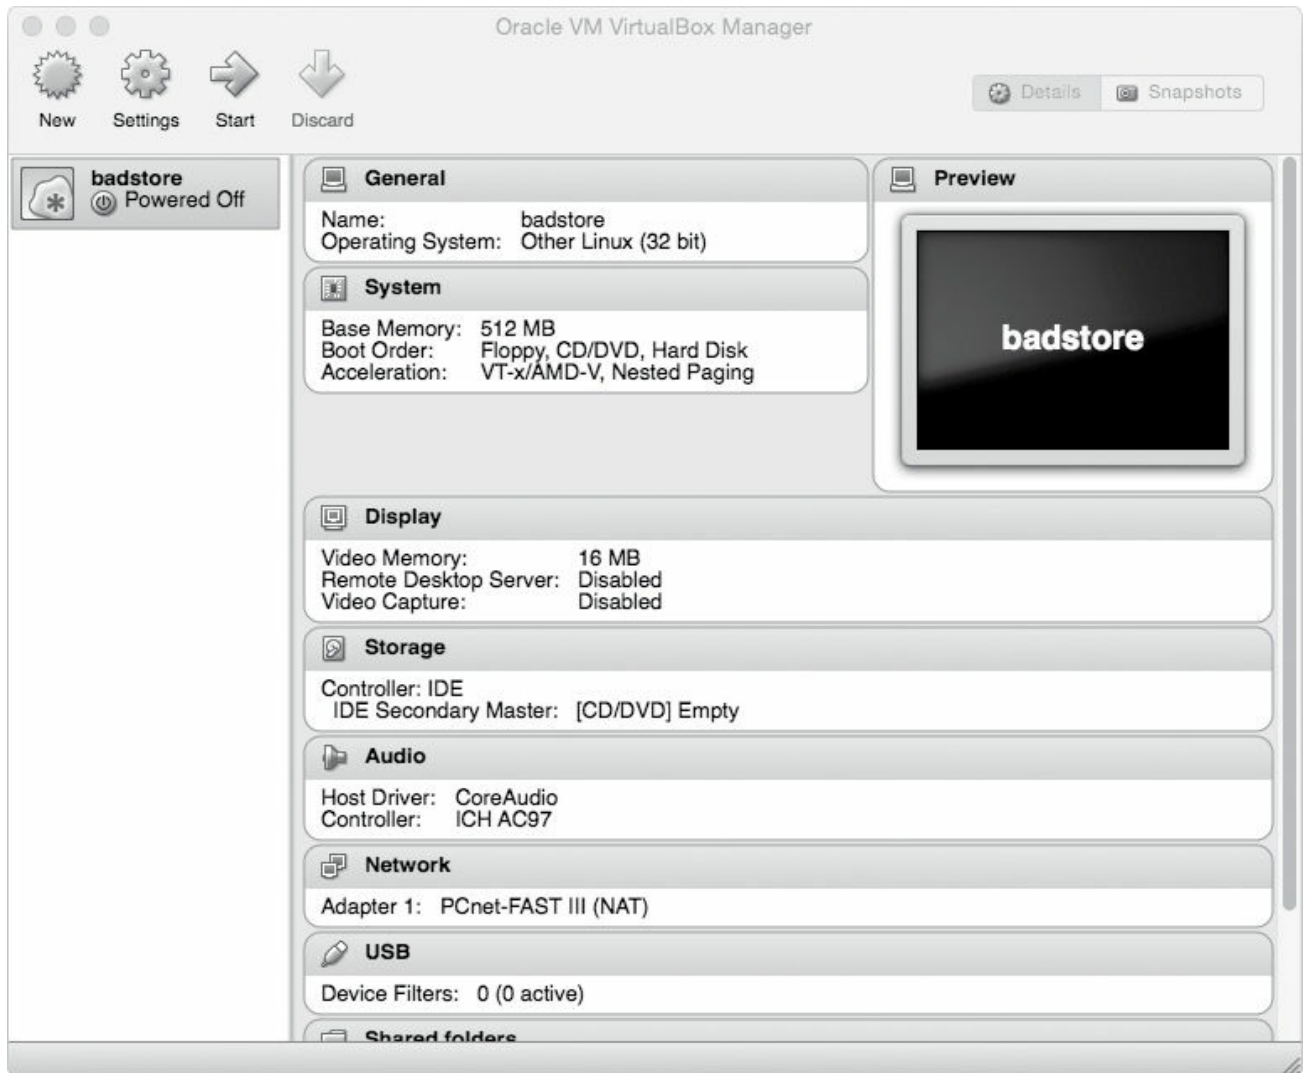 Oracle VM VirtualBox Manager
New
Settings
Start
Discard
Details
Snapshots
badstore
Powered Off
General
Name: badstore
Operating System: Other Linux (32 bit)
System
Base Memory: 512 MB
Boot Order: Floppy, CD/DVD, Hard Disk
Acceleration: VT-x/AMD-V, Nested Paging
Preview
badstore
Display
Video Memory: 16 MB
Remote Desktop Server: Disabled
Video Capture: Disabled
Storage
Controller: IDE
IDE Secondary Master: [CD/DVD] Empty
Audio
Host Driver: CoreAudio
Controller: ICH AC97
Network
Adapter 1: PCnet-FAST III (NAT)
USB
Device Filters: 0 (0 active)
Shared folders